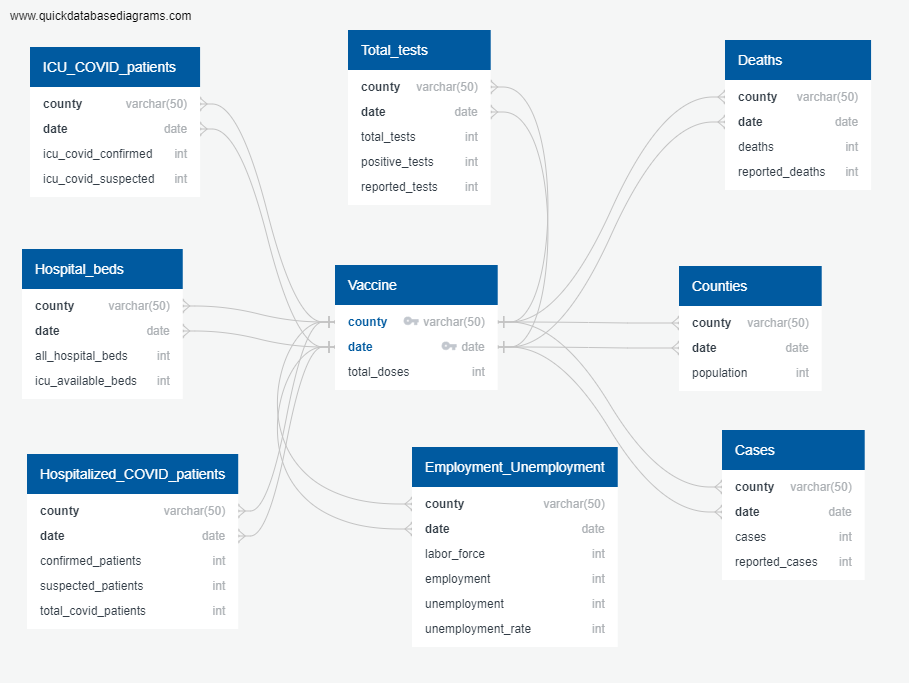 www.quickdatabasediagrams.com
ICU_COVID_patients
county varchar(50)
date date
icu_covid_confirmed int
icu_covid_suspected int
Total_tests
county varchar(50)
date date
total_tests int
positive_tests int
reported_tests int
Deaths
county varchar(50)
date date
deaths int
reported_deaths int
Hospital_beds
county varchar(50)
date date
all_hospital_beds int
icu_available_beds int
Vaccine
county varchar(50)
date date
total_doses int
Counties
county varchar(50)
date date
population int
Hospitalized_COVID_patients
county varchar(50)
date date
confirmed_patients int
suspected_patients int
total_covid_patients int
Employment_Unemployment
county varchar(50)
date date
labor_force int
employment int
unemployment int
unemployment_rate int
Cases
county varchar(50)
date date
cases int
reported_cases int